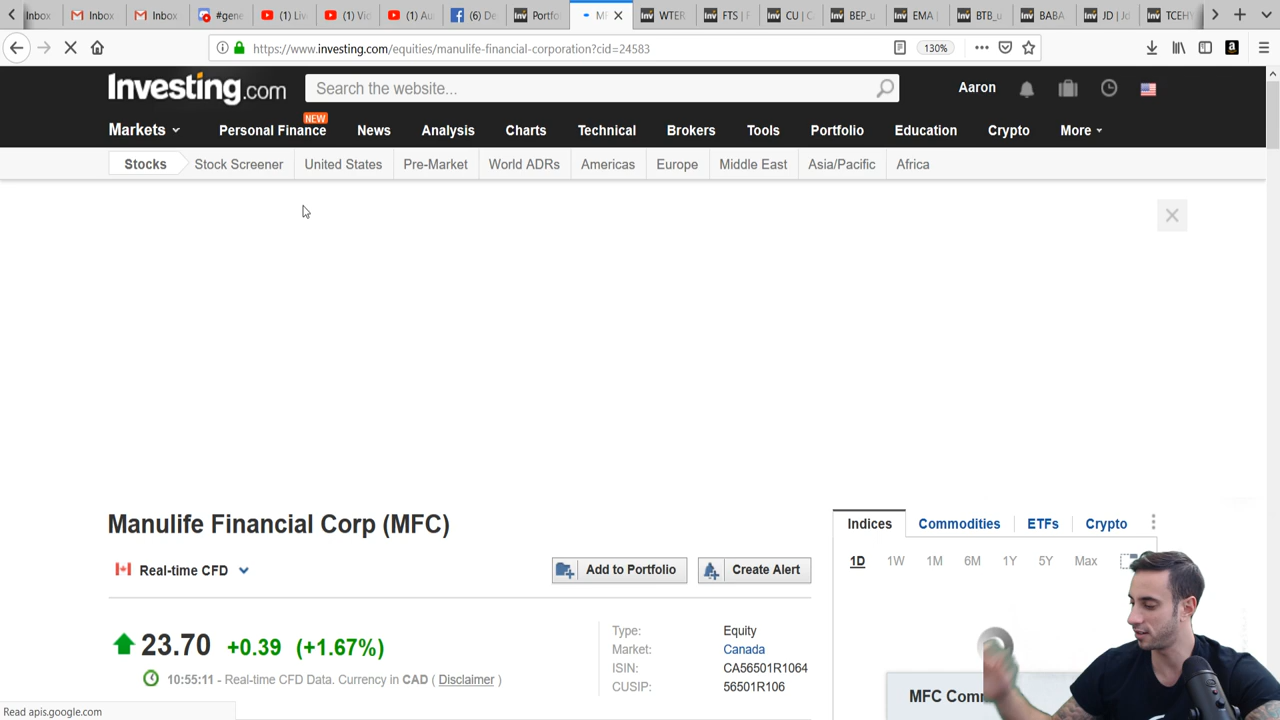 Inbox
Inbox
Inbox
#gene
(1) Liv
(1) Vid
(1) Au
(6) De
Portfo
MF
WTER
FTS | F
CU | C
BEP_u
EMA |
BTB_u
BABA
JD | Jd
TCEHY
https://www.investing.com/equities/manulife-financial-corporation?cid=24583
130%
Investing.com
Search the website...
Aaron
NEW
Markets
Personal Finance
News
Analysis
Charts
Technical
Brokers
Tools
Portfolio
Education
Crypto
More
Stocks
Stock Screener
United States
Pre-Market
World ADRs
Americas
Europe
Middle East
Asia/Pacific
Africa
Manulife Financial Corp (MFC)
Indices
Commodities
ETFs
Crypto
Real-time CFD
Add to Portfolio
Create Alert
1D
1W
1M
6M
1Y
5Y
Max
23.70 +0.39 (+1.67%)
10:55:11 - Real-time CFD Data. Currency in CAD ( Disclaimer )
Type: Equity
Market: Canada
ISIN: CA56501R1064
CUSIP: 56501R106
MFC Com
Read apis.google.com